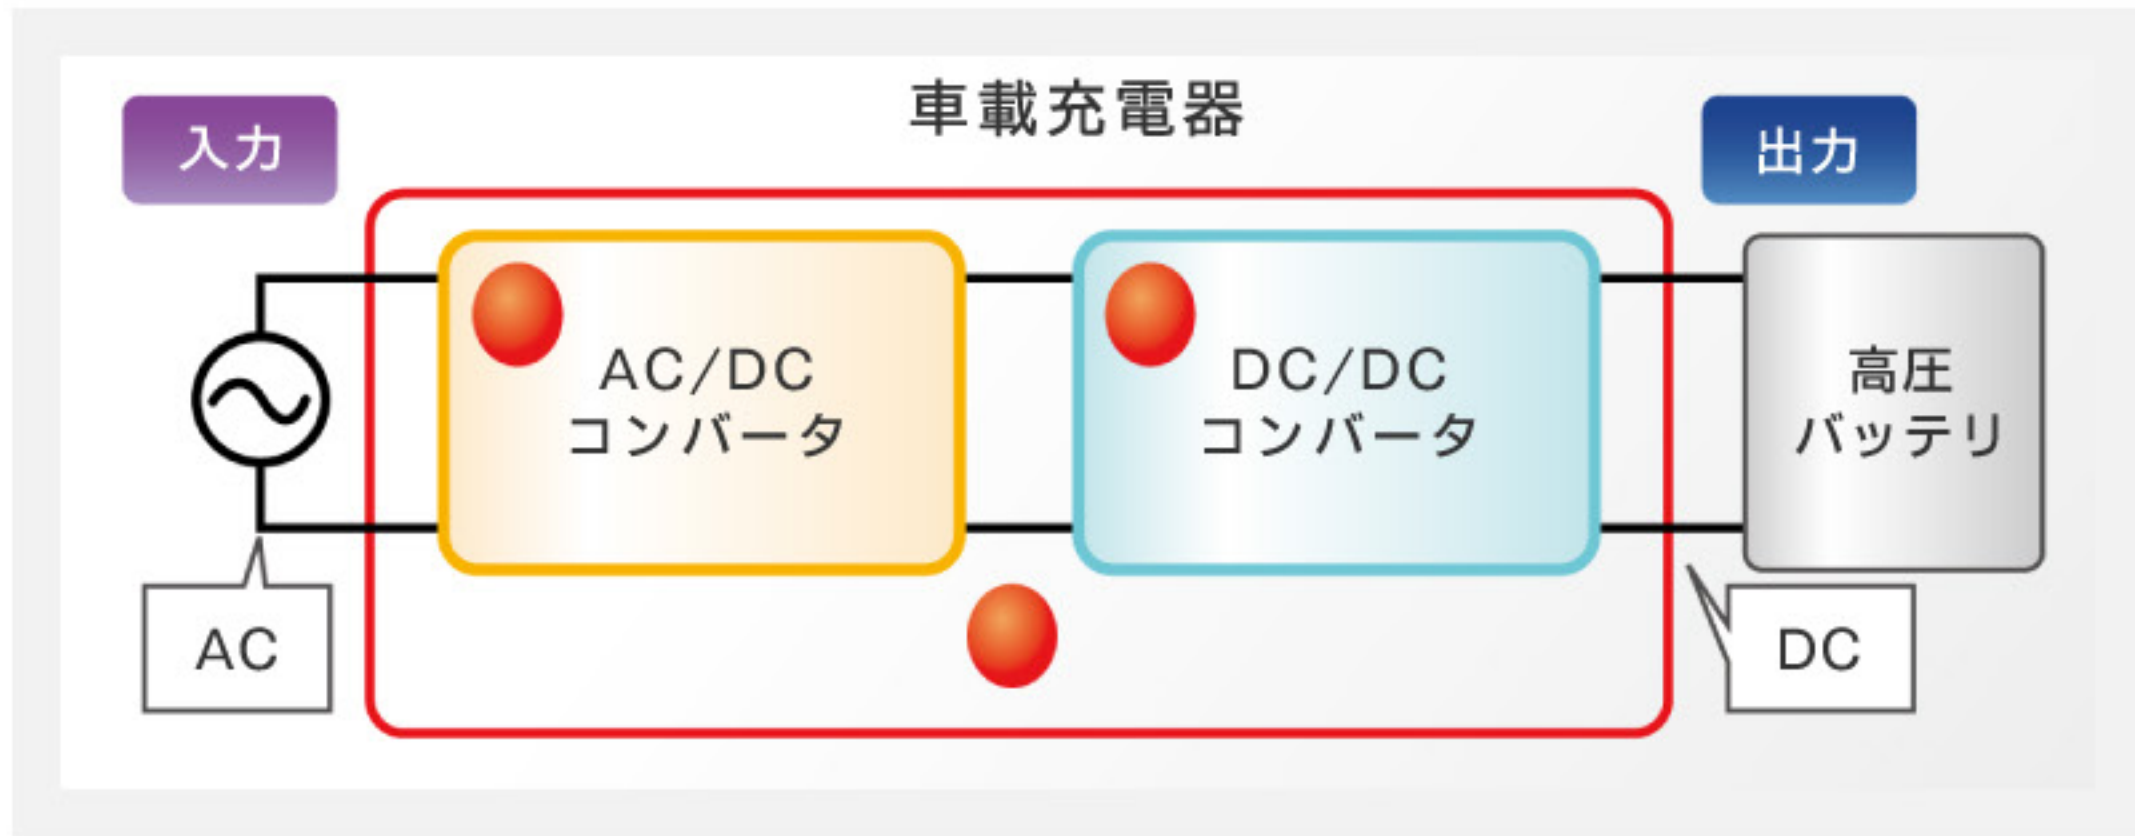 車載充電器
入力
出力
AC/DC
コンバータ
DC/DC
コンバータ
高圧
バッテリ
AC
DC